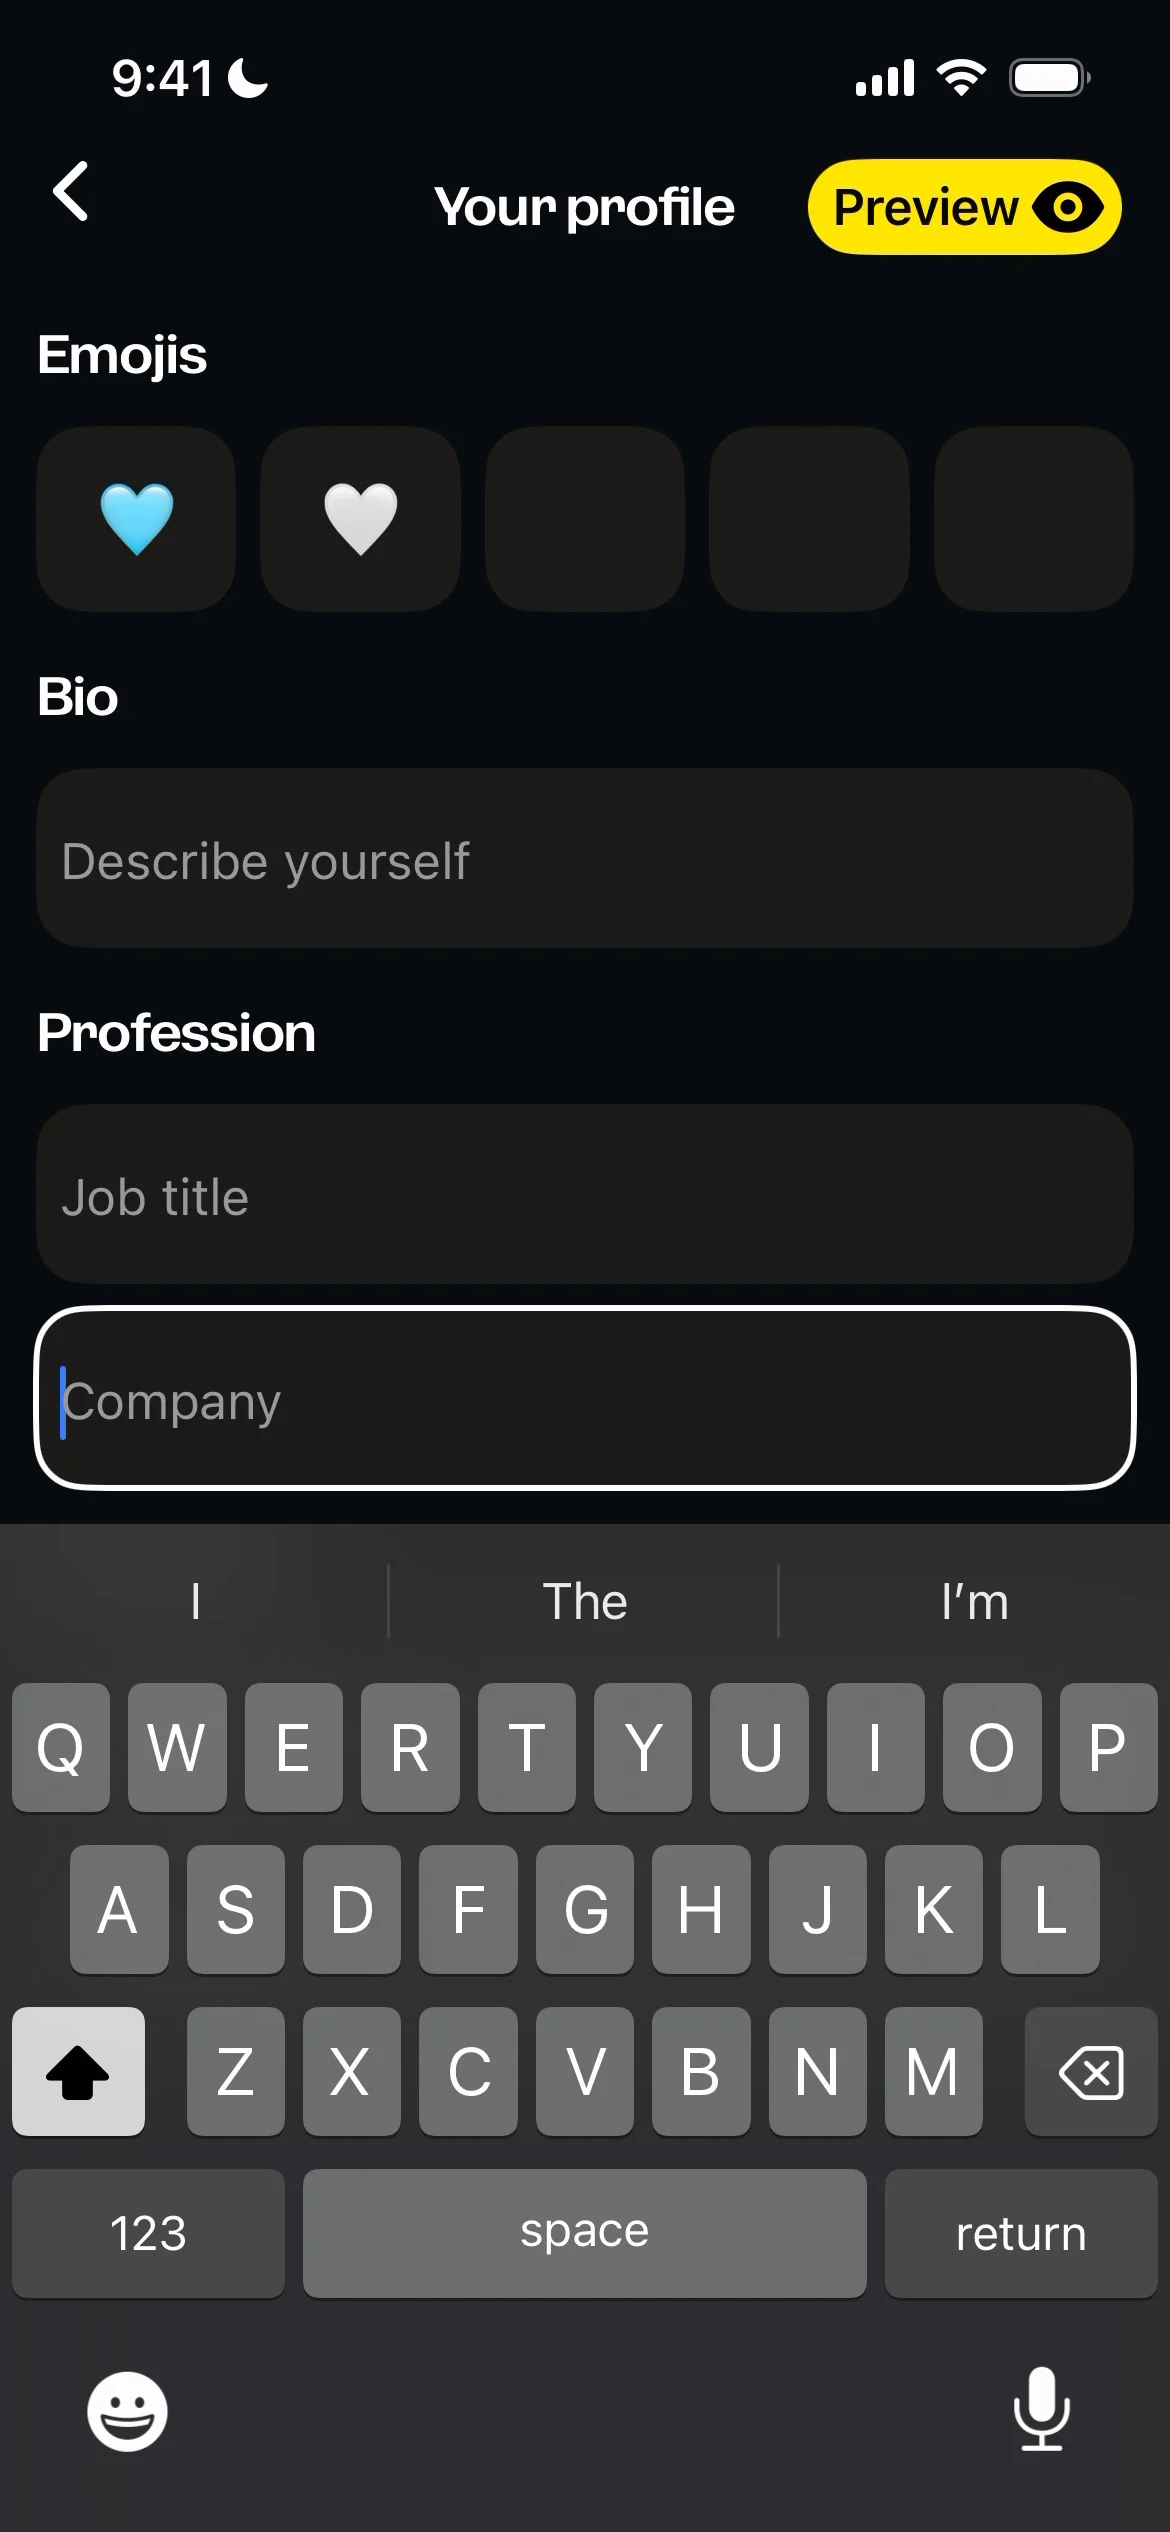 9:41
Your profile
Preview
Emojis
Bio
Describe yourself
Profession
Job title
Company
I The I'm
Q W E R T Y U I O P
A S D F G H J K L
Z X C V B N M
123 space return